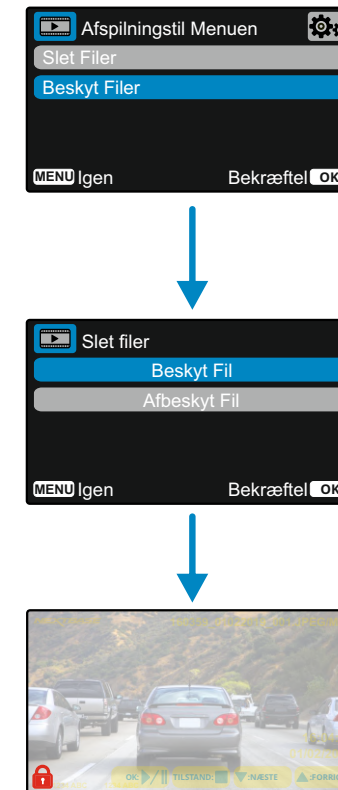 Afspilningstil Menuen
Slet Filer
Beskyt Filer
MENU Igen Bekræftel OK
Slet filer
Beskyt Fil
Afbeskyt Fil
MENU Igen Bekræftel OK
OK: / TILSTAND: :NÆSTE